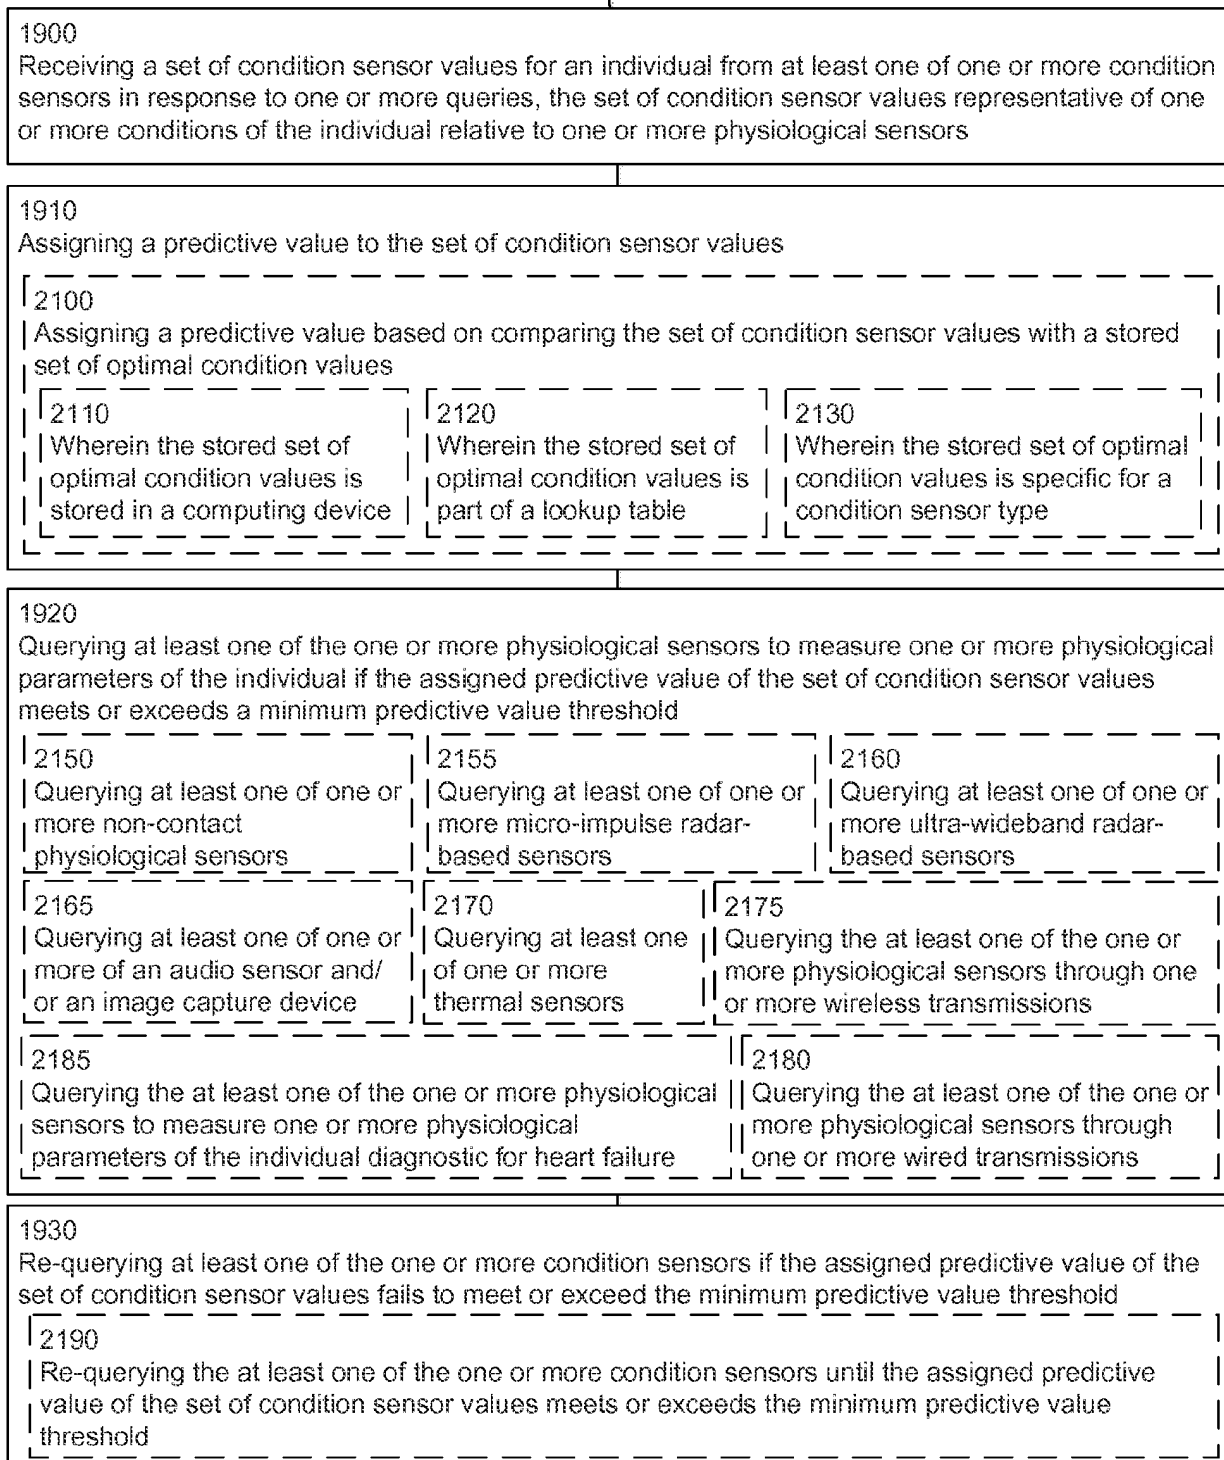 1900
Receiving a set of condition sensor values for an individual from at least one of one or more condition
sensors in response to one or more queries, the set of condition sensor values representative of one
or more conditions of the individual relative to one or more physiological sensors
1910
Assigning a predictive value to the set of condition sensor values
2100
Assigning a predictive value based on comparing the set of condition sensor values with a stored
set of optimal condition values
2110
Wherein the stored set of
optimal condition values is
stored in a computing device
2120
Wherein the stored set of
optimal condition values is
part of a lookup table
2130
Wherein the stored set of optimal
condition values is specific for a
condition sensor type
1920
Querying at least one of the one or more physiological sensors to measure one or more physiological
parameters of the individual if the assigned predictive value of the set of condition sensor values
meets or exceeds a minimum predictive value threshold
2150
Querying at least one of one or
more non-contact
physiological sensors
2155
Querying at least one of one or
more micro-impulse radar-
based sensors
2160
Querying at least one of one or
more ultra-wideband radar-
based sensors
2165
Querying at least one of one or
more of an audio sensor and/
or an image capture device
2170
Querying at least one
of one or more
thermal sensors
2175
Querying the at least one of the one or
more physiological sensors through one
or more wireless transmissions
2185
Querying the at least one of the one or more physiological
sensors to measure one or more physiological
parameters of the individual diagnostic for heart failure
2180
Querying the at least one of the one or
more physiological sensors through
one or more wired transmissions
1930
Re-querying at least one of the one or more condition sensors if the assigned predictive value of the
set of condition sensor values fails to meet or exceed the minimum predictive value threshold
2190
Re-querying the at least one of the one or more condition sensors until the assigned predictive
value of the set of condition sensor values meets or exceeds the minimum predictive value
threshold